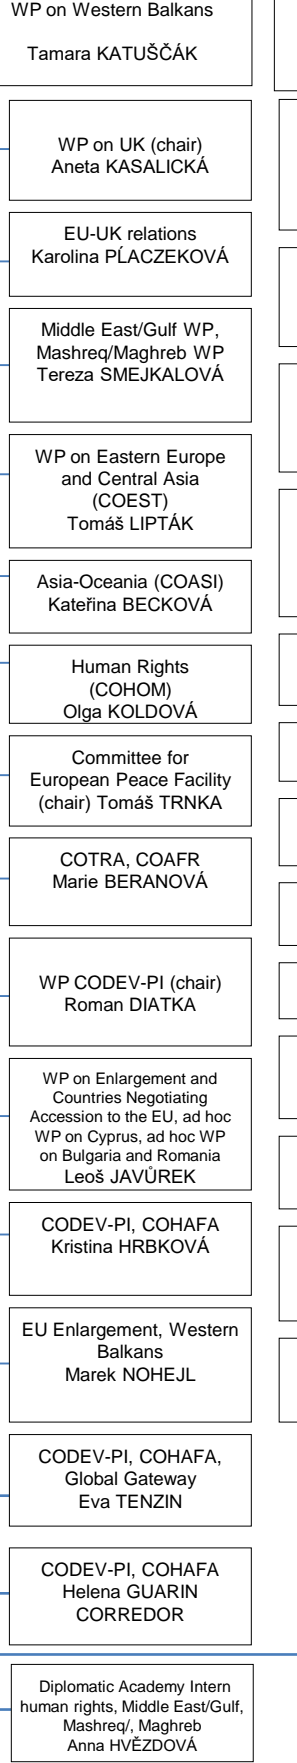 WP on Western Balkans
Tamara KATUŠČÁK
WP on UK (chair)
Aneta KASALICKÁ
EU-UK relations
Karolina PĹACZEKOVÁ
Middle East/Gulf WP,
Mashreq/Maghreb WP
Tereza SMEJKALOVÁ
WP on Eastern Europe
and Central Asia
(COEST)
Tomáš LIPTÁK
Asia-Oceania (COASI)
Kateřina BECKOVÁ
Human Rights
(COHOM)
Olga KOLDOVÁ
Committee for
European Peace Facility
(chair) Tomáš TRNKA
COTRA, COAFR
Marie BERANOVÁ
WP CODEV-PI (chair)
Roman DIATKA
WP on Enlargement and
Countries Negotiating
Accession to the EU, ad hoc
WP on Cyprus, ad hoc WP
on Bulgaria and Romania
Leoš JAVŮREK
CODEV-PI, COHAFA
Kristina HRBKOVÁ
EU Enlargement, Western
Balkans
Marek NOHEJL
CODEV-PI, COHAFA,
Global Gateway
Eva TENZIN
CODEV-PI, COHAFA
Helena GUARIN
CORREDOR
Diplomatic Academy Intern
human rights, Middle East/Gulf,
Mashreq/, Maghreb
Anna HVĚZDOVÁ